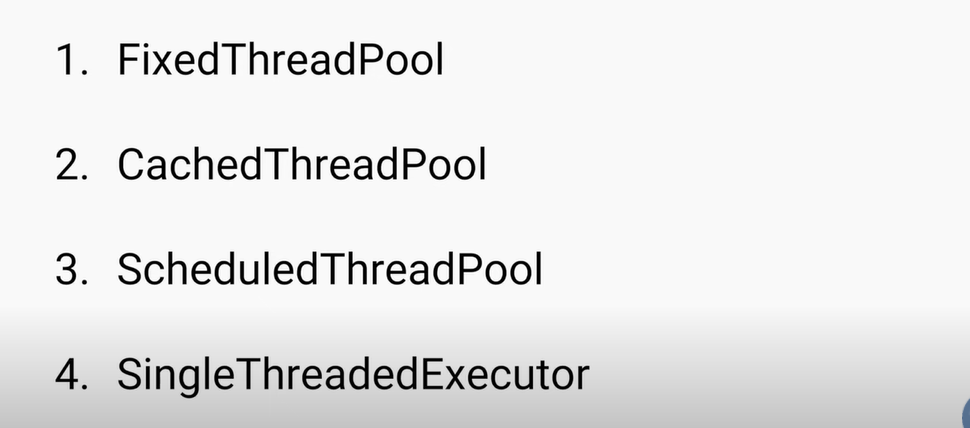 1. FixedThreadPool
2. CachedThreadPool
3. ScheduledThreadPool
4. SingleThreadedExecutor